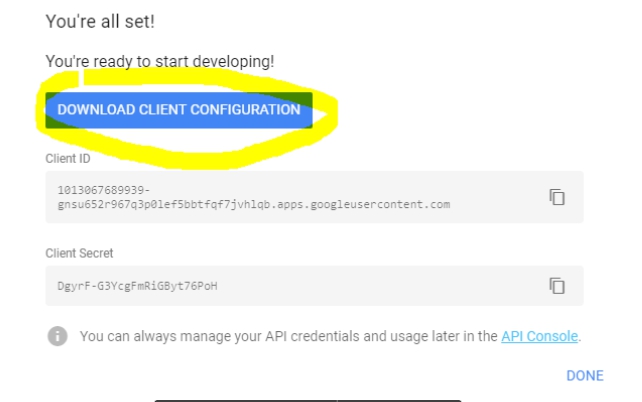 You're all set!
You're ready to start developing!
DOWNLOAD CLIENT CONFIGURATION
Client ID
1013067689939-
gnsu652r967q3p0lef5bbtfqf7jvhlqb.apps.googleusercontent.com
Client Secret
DgyrF-G3YcgFmRiGByt76PoH
You can always manage your API credentials and usage later in the API Console.
DONE